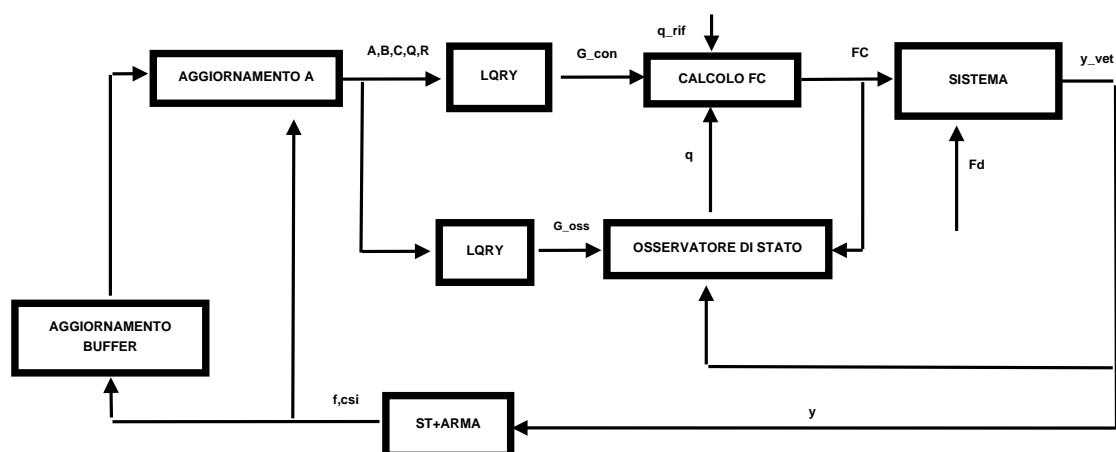 q_rif
A,B,C,Q,R
G_con
FC
y_vet
AGGIORNAMENTO A
LQRY
CALCOLO FC
SISTEMA
q
Fd
G_oss
LQRY
OSSERVATORE DI STATO
AGGIORNAMENTO
BUFFER
f,csi
y
ST+ARMA